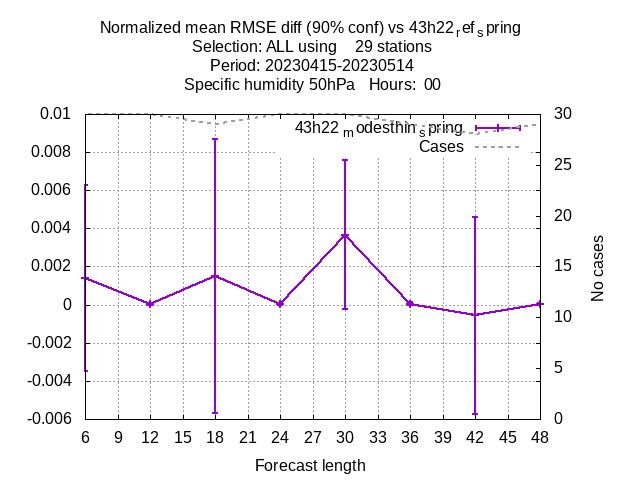 Normalized mean RMSE diff (90% conf) vs 43h22refspring
Selection: ALL using 29 stations
Period: 20230415-20230514
Specific humidity 50hPa Hours: 00
43h22modesthinspring
Cases
0.01
0.008
0.006
0.004
0.002
0
-0.002
-0.004
-0.006
30
25
20
15
10
5
0
No cases
6 9 12 15 18 21 24 27 30 33 36 39 42 45 48
Forecast length